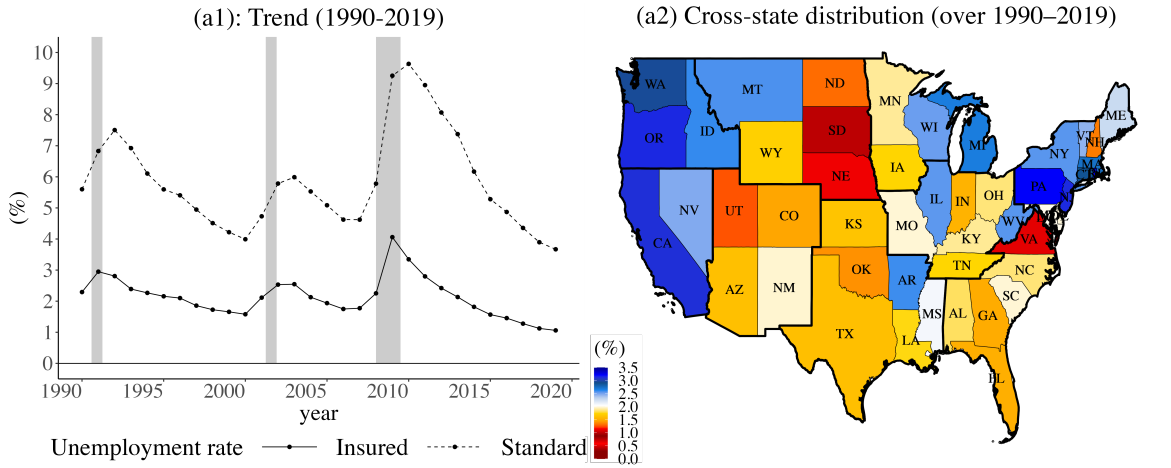 (a1): Trend (1990-2019)
(%)
10
9
8
7
6
5
4
3
2
1
0
1990 1995 2000 2005 2010 2015 2020
year
Unemployment rate Insured Standard
(a2) Cross-state distribution (over 1990–2019)
WA MT ND MN ME
OR ID SD WI MI VT NH
WY NY MA
NE IA PA
NV UT CO IL IN OH
CA KS MO WV VA
KY
AZ NM OK AR TN NC
SC
TX MS AL GA
LA
FL
(%)
3.5
3.0
2.5
2.0
1.5
1.0
0.5
0.0